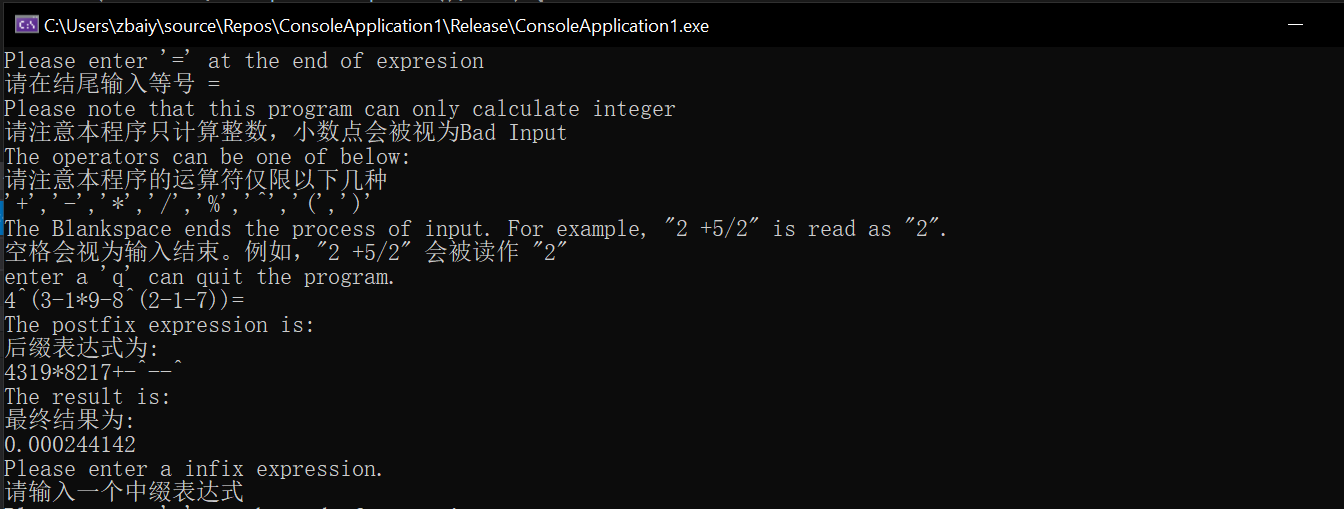 C:\Users\zbaiy\source\Repos\ConsoleApplication1\Release\ConsoleApplication1.exe
Please enter '=' at the end of expresion
请在结尾输入等号 =
Please note that this program can only calculate integer
请注意本程序只计算整数，小数点会被视为Bad Input
The operators can be one of below:
请注意本程序的运算符仅限以下几种
'+','-','*','/','%','^','(',')'
The Blankspace ends the process of input. For example, "2 +5/2" is read as "2".
空格会视为输入结束。例如，"2 +5/2" 会被读作 "2"
enter a 'q' can quit the program.
4^(3-1*9-8^(2-1-7))=
The postfix expression is:
后缀表达式为:
4319*8217+-^--^
The result is:
最终结果为:
0.000244142
Please enter a infix expression.
请输入一个中缀表达式